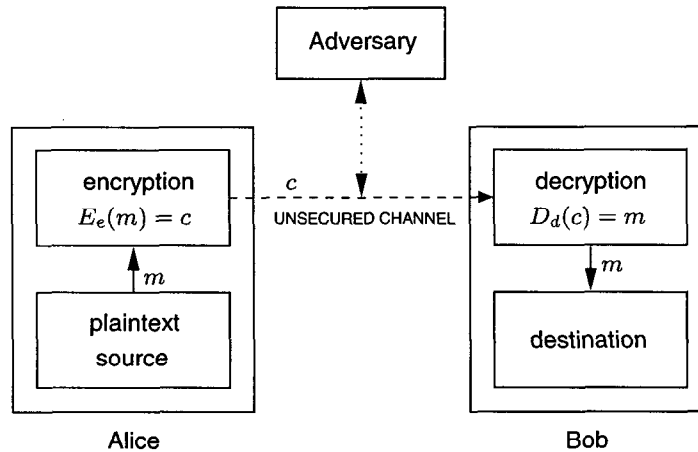 Adversary
encryption
E_e(m) = c
c
UNSECURED CHANNEL
decryption
D_d(c) = m
m
m
plaintext
source
destination
Alice
Bob